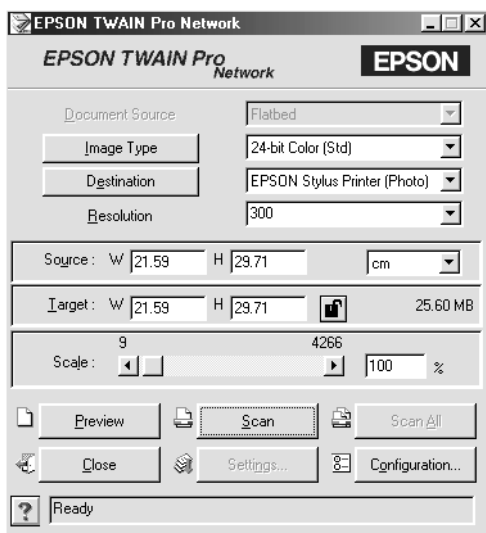 EPSON TWAIN Pro Network
EPSON TWAIN Pro Network EPSON
Document Source Flatbed
Image Type 24-bit Color (Std)
Destination EPSON Stylus Printer (Photo)
Resolution 300
Source : W 21.59 H 29.71 cm
Target : W 21.59 H 29.71 25.60 MB
9 4266
Scale : 100 %
Preview Scan Scan All
Close Settings... Configuration...
? Ready